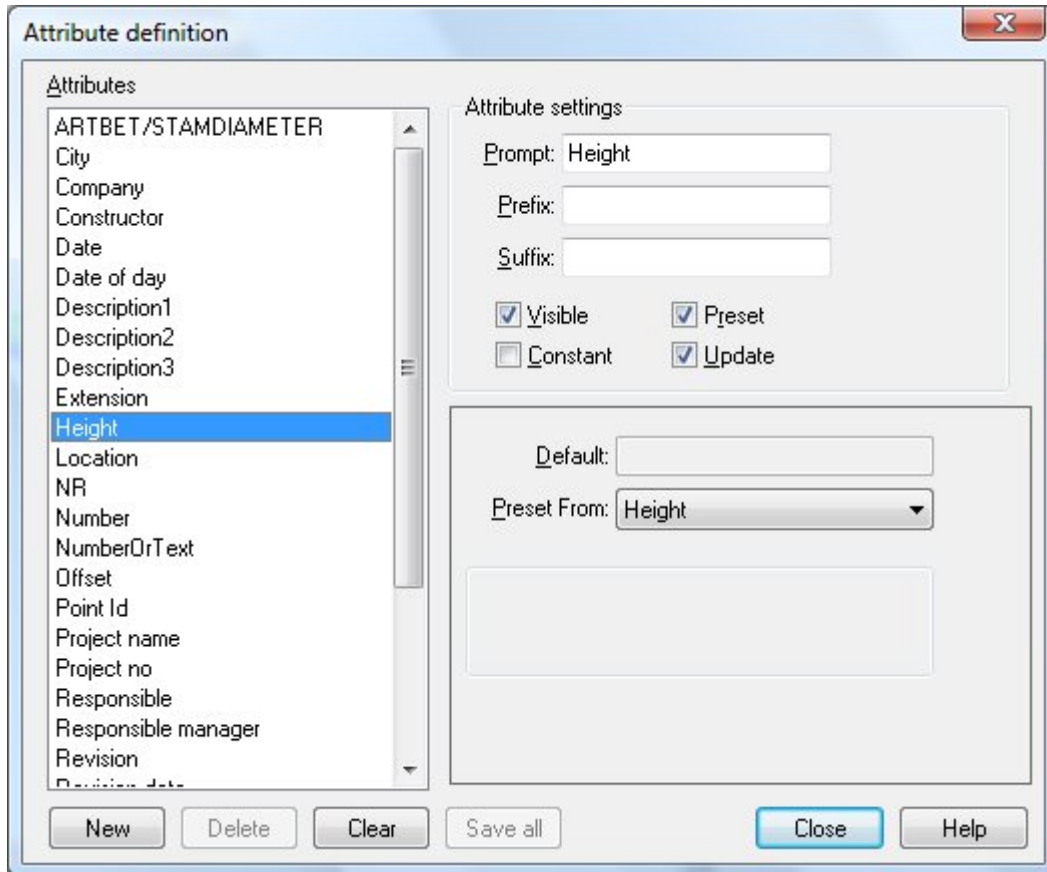 Attribute definition
Attributes
ARTBET/STAMDIAMETER
City
Company
Constructor
Date
Date of day
Description1
Description2
Description3
Extension
Height
Location
NR
Number
NumberOrText
Offset
Point Id
Project name
Project no
Responsible
Responsible manager
Revision
Revision date
Attribute settings
Prompt: Height
Prefix:
Suffix:
Visible Preset
Constant Update
Default:
Preset From: Height
New Delete Clear Save all Close Help